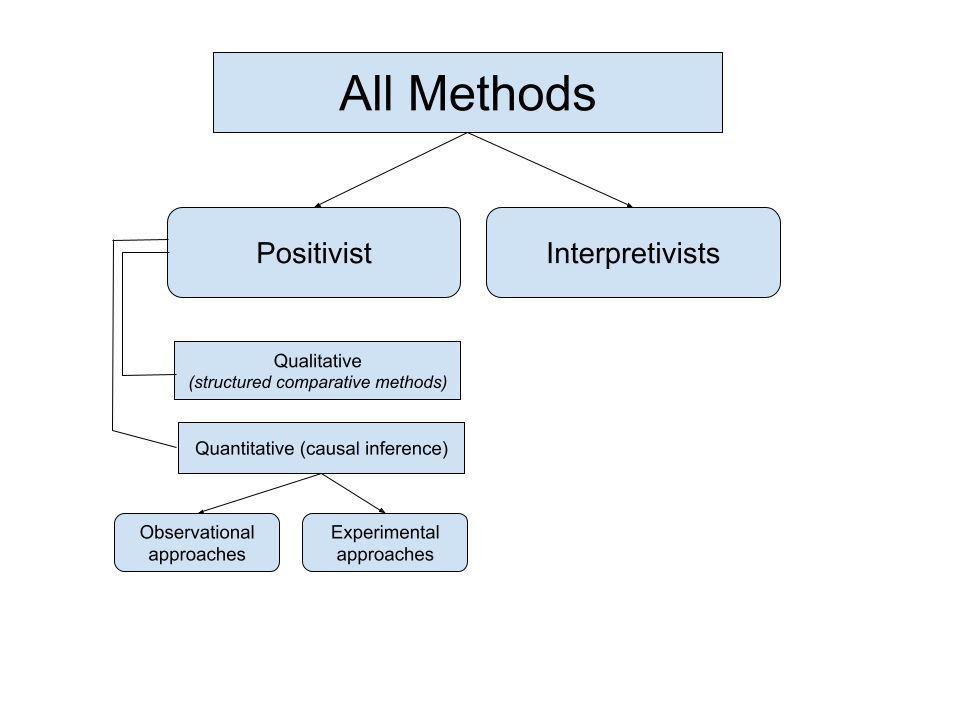 All Methods
Positivist
Interpretivists
Qualitative
(structured comparative methods)
Quantitative (causal inference)
Observational
approaches
Experimental
approaches